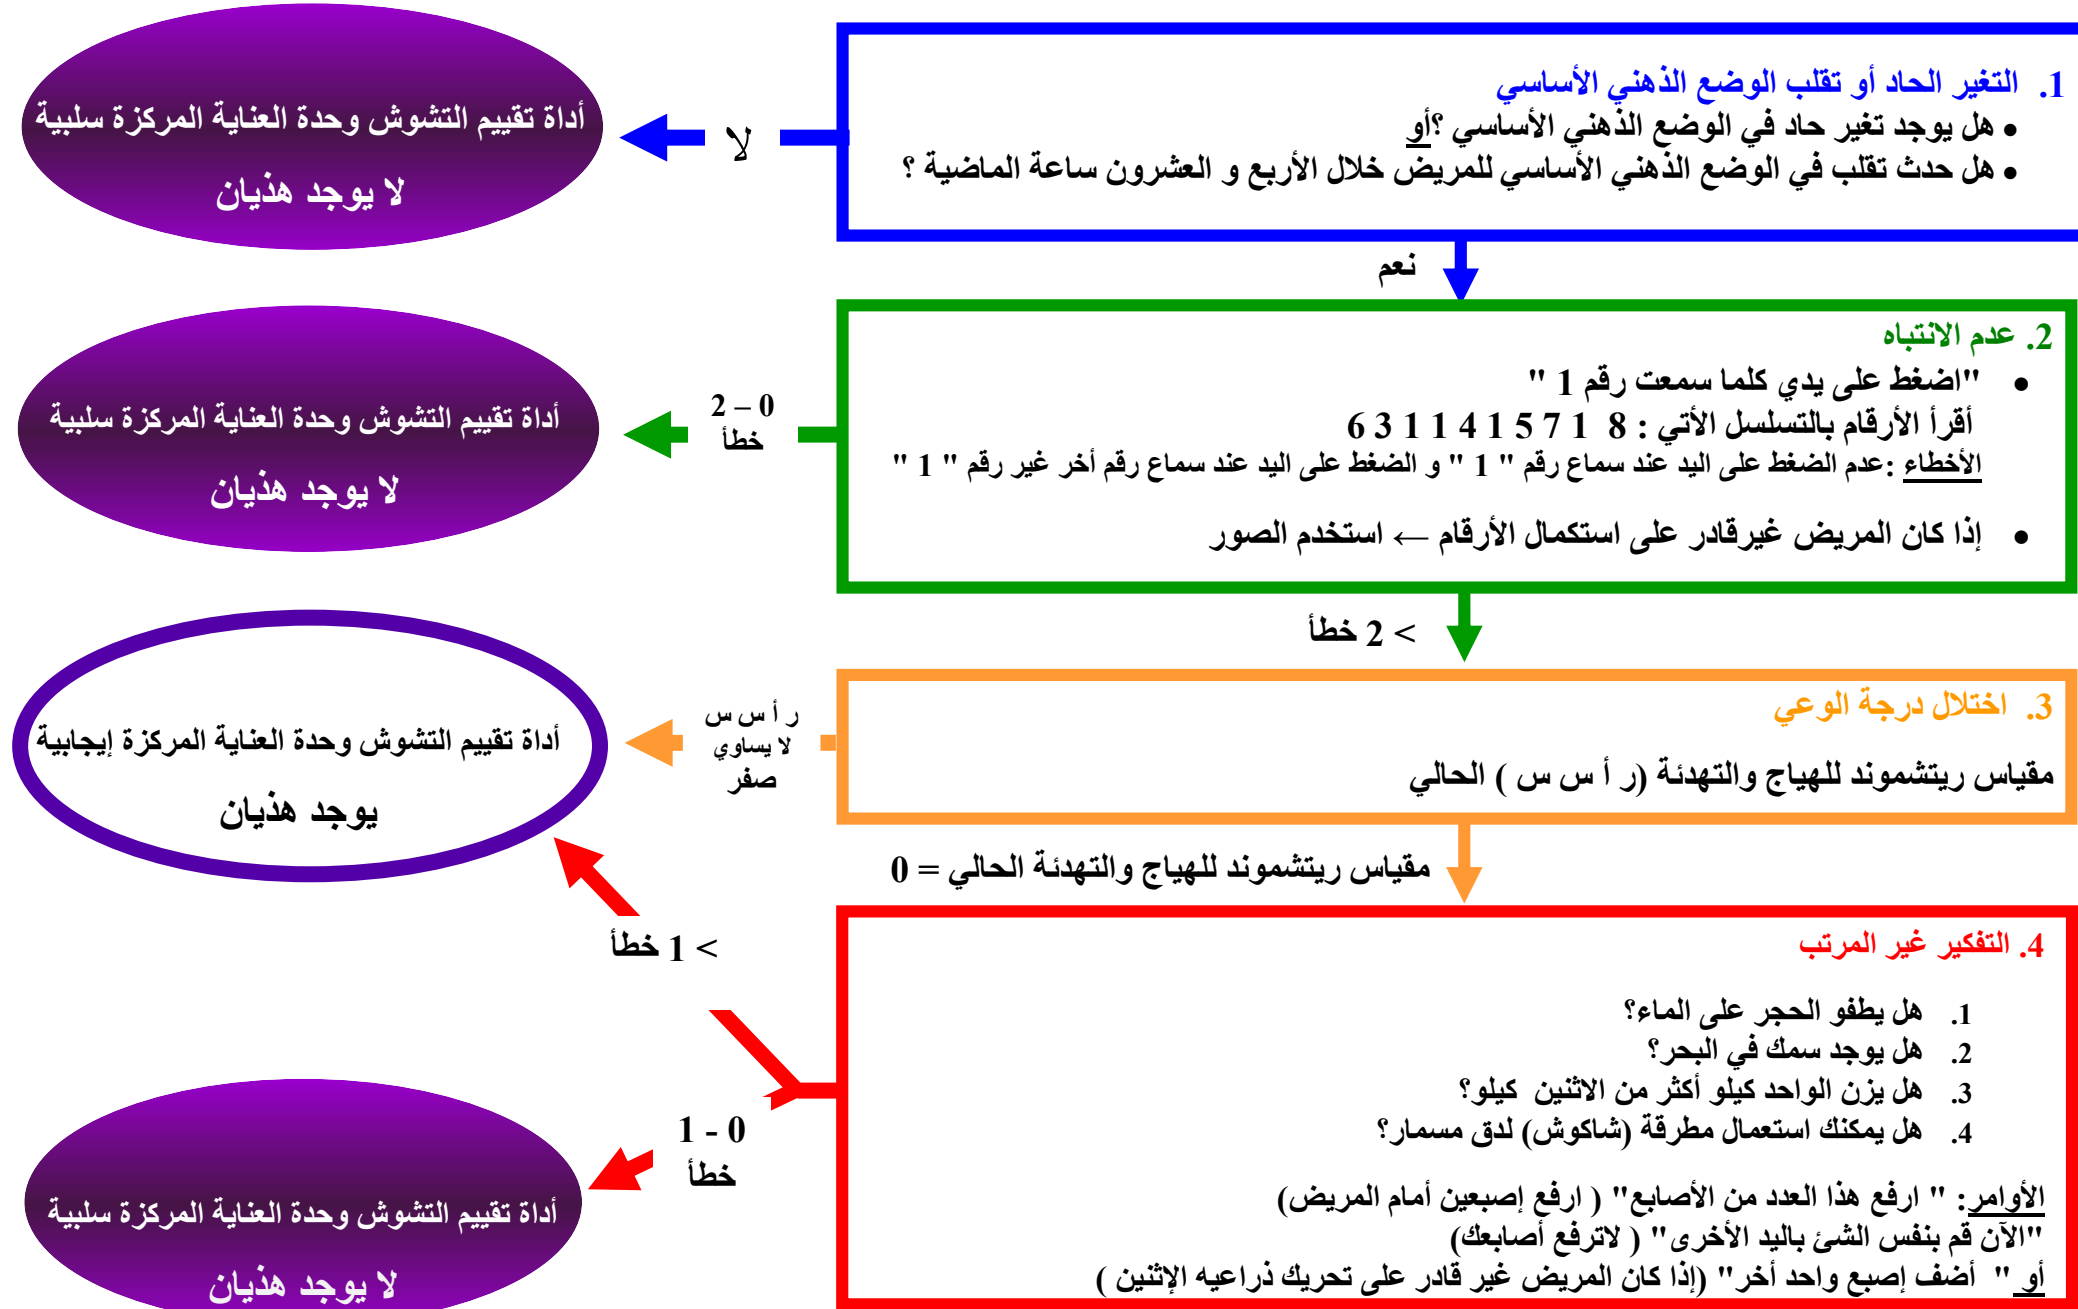 1. التغير الحاد أو تقلب الوضع الذهني الأساسي
• هل يوجد تغير حاد في الوضع الذهني الأساسي ؟أو
• هل حدث تقلب في الوضع الذهني الأساسي للمريض خلال الأربع و العشرون ساعة الماضية ؟
لا
أداة تقييم التشوش وحدة العناية المركزة سلبية
لا يوجد هذيان
نعم
2. عدم الانتباه
• "اضغط على يدي كلما سمعت رقم 1 "
أقرأ الأرقام بالتسلسل الأتي : 8 1 7 5 1 4 1 1 3 6
الأخطاء :عدم الضغط على اليد عند سماع رقم " 1 " و الضغط على اليد عند سماع رقم أخر غير رقم " 1 "
• إذا كان المريض غيرقادر على استكمال الأرقام ← استخدم الصور
0 – 2
خطأ
أداة تقييم التشوش وحدة العناية المركزة سلبية
لا يوجد هذيان
> 2 خطأ
3. اختلال درجة الوعي
مقياس ريتشموند للهياج والتهدئة (ر أ س س ) الحالي
ر أ س س
لا يساوي
صفر
أداة تقييم التشوش وحدة العناية المركزة إيجابية
يوجد هذيان
مقياس ريتشموند للهياج والتهدئة الحالي = 0
4. التفكير غير المرتب
1. هل يطفو الحجر على الماء؟
2. هل يوجد سمك في البحر؟
3. هل يزن الواحد كيلو أكثر من الاثنين كيلو؟
4. هل يمكنك استعمال مطرقة (شاكوش) لدق مسمار؟
الأوامر: " ارفع هذا العدد من الأصابع" ( ارفع إصبعين أمام المريض)
"الآن قم بنفس الشئ باليد الأخرى" ( لاترفع أصابعك)
أو " أضف إصبع واحد أخر" (إذا كان المريض غير قادر على تحريك ذراعيه الإثنين )
> 1 خطأ
0 - 1
خطأ
أداة تقييم التشوش وحدة العناية المركزة سلبية
لا يوجد هذيان